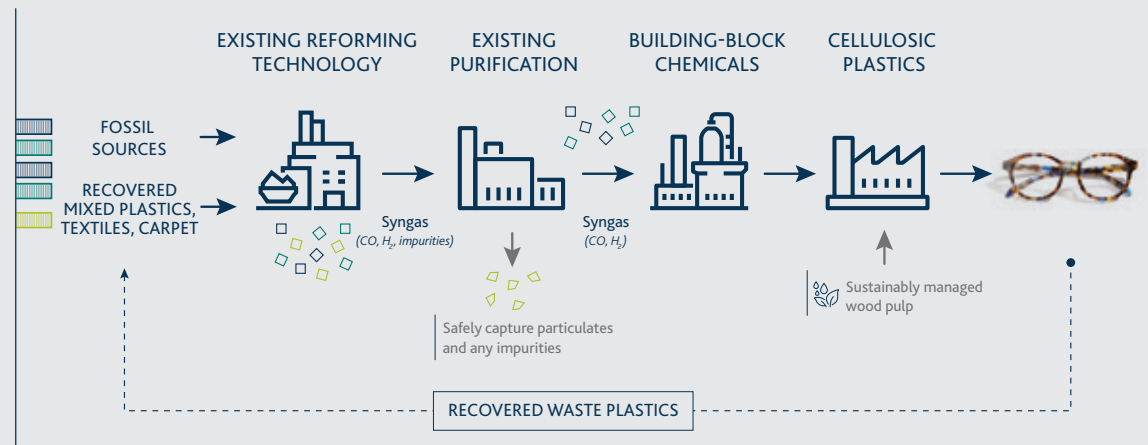 EXISTING REFORMING
TECHNOLOGY
EXISTING
PURIFICATION
BUILDING-BLOCK
CHEMICALS
CELLULOSIC
PLASTICS
FOSSIL
SOURCES
RECOVERED
MIXED PLASTICS,
TEXTILES, CARPET
Syngas
(CO, H₂, impurities)
Syngas
(CO, H₂)
Safely capture particulates
and any impurities
Sustainably managed
wood pulp
RECOVERED WASTE PLASTICS